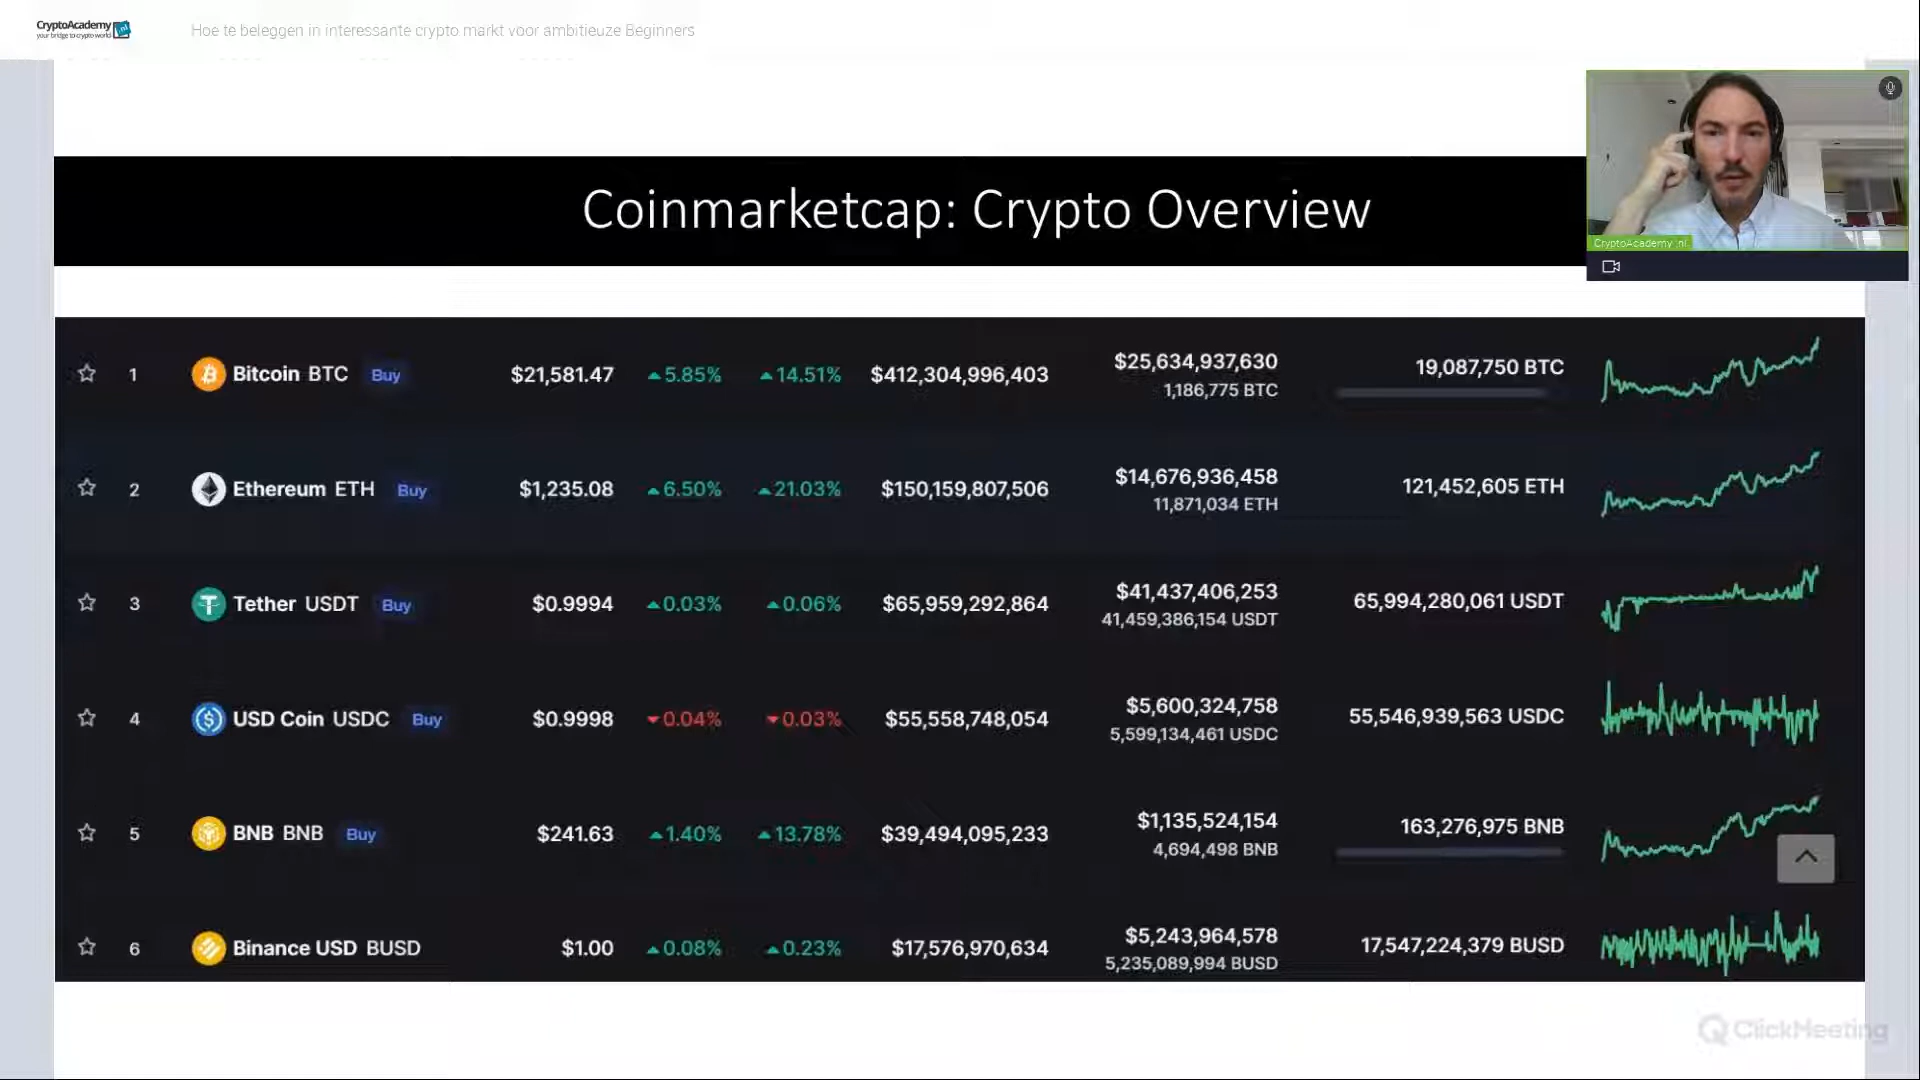 CryptoAcademy .nl
your bridge to crypto world
Hoe te beleggen in interessante crypto markt voor ambitieuze Beginners
Coinmarketcap: Crypto Overview
CryptoAcademy .nl
1 Bitcoin BTC Buy $21,581.47 5.85% 14.51% $412,304,996,403 $25,634,937,630 19,087,750 BTC
1,186,775 BTC
2 Ethereum ETH Buy $1,235.08 6.50% 21.03% $150,159,807,506 $14,676,936,458 121,452,605 ETH
11,871,034 ETH
3 Tether USDT Buy $0.9994 0.03% 0.06% $65,959,292,864 $41,437,406,253 65,994,280,061 USDT
41,459,386,154 USDT
4 USD Coin USDC Buy $0.9998 0.04% 0.03% $55,558,748,054 $5,600,324,758 55,546,939,563 USDC
5,599,134,461 USDC
5 BNB BNB Buy $241.63 1.40% 13.78% $39,494,095,233 $1,135,524,154 163,276,975 BNB
4,694,498 BNB
6 Binance USD BUSD $1.00 0.08% 0.23% $17,576,970,634 $5,243,964,578 17,547,224,379 BUSD
5,235,089,994 BUSD
ClickMeeting